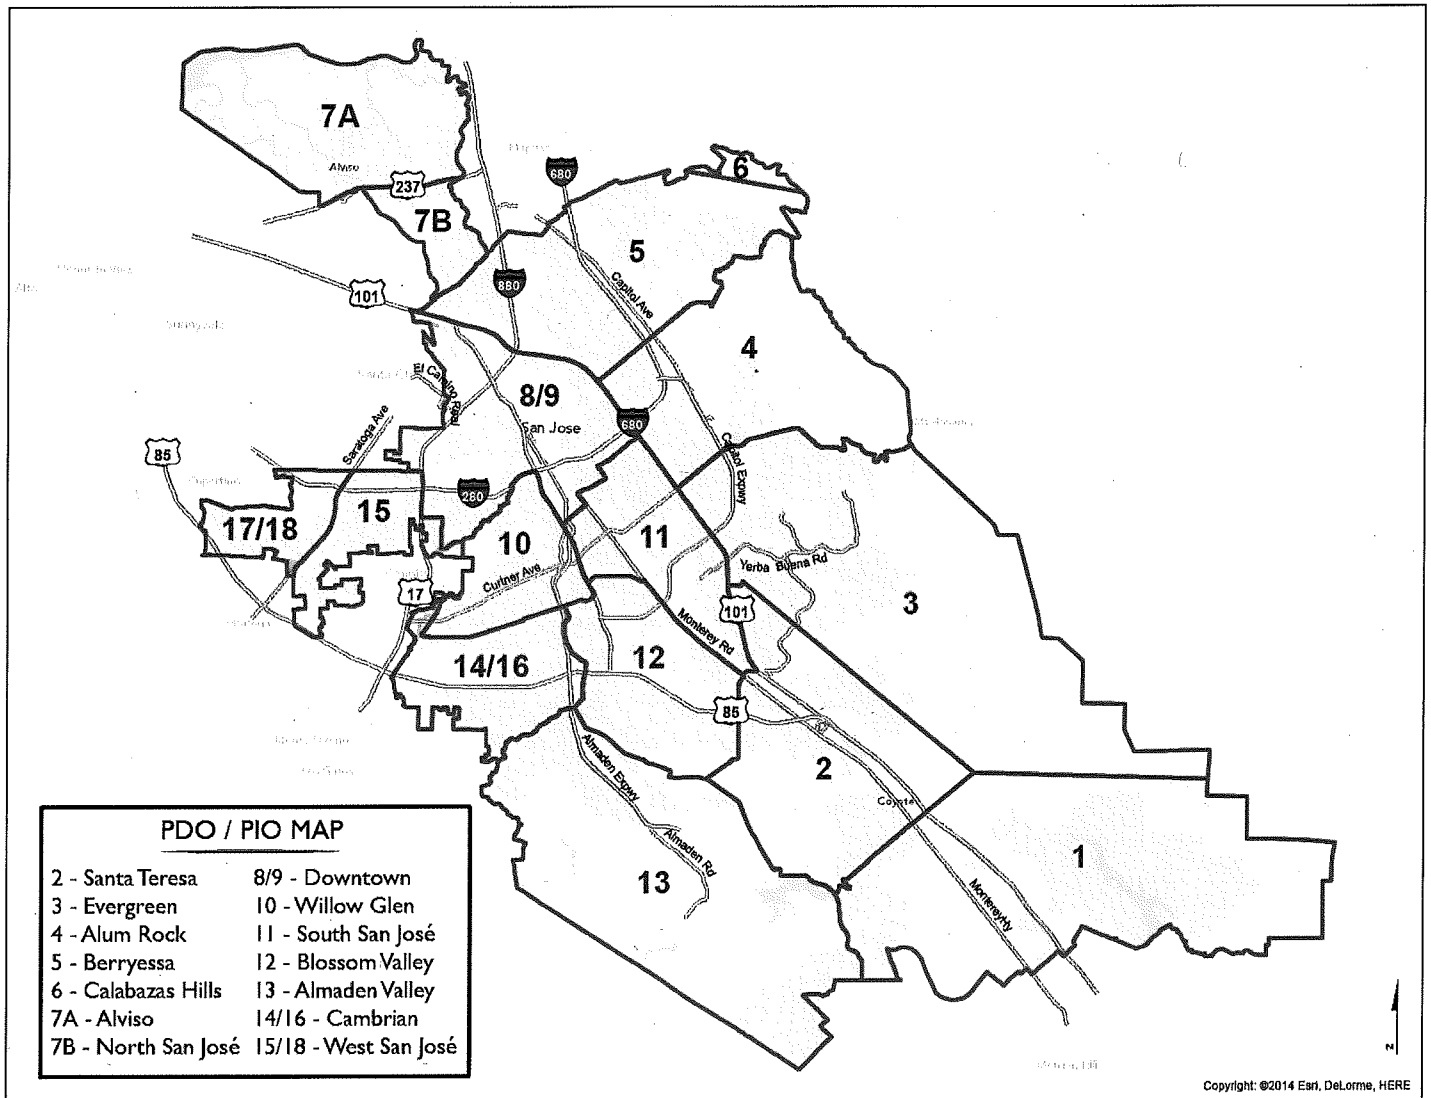 7A
Alviso
237
7B
680
6
5
Capitol Ave
880
101
Sunnyvale
4
El Camino Real
8/9
San Jose
680
Saratoga Ave
85
Capitol Expwy
280
15
17/18
10
11
Curtner Ave
Yerba Buena Rd
17
101
3
Monterey Rd
14/16
12
85
Almaden Expwy
2
Coyote
1
Almaden Rd
13
Monterey Hy
PDO / PIO MAP
2 - Santa Teresa
3 - Evergreen
4 - Alum Rock
5 - Berryessa
6 - Calabazas Hills
7A - Alviso
7B - North San José
8/9 - Downtown
10 - Willow Glen
11 - South San José
12 - Blossom Valley
13 - Almaden Valley
14/16 - Cambrian
15/18 - West San José
N
Morgan Hill
Copyright: ©2014 Esri, DeLorme, HERE